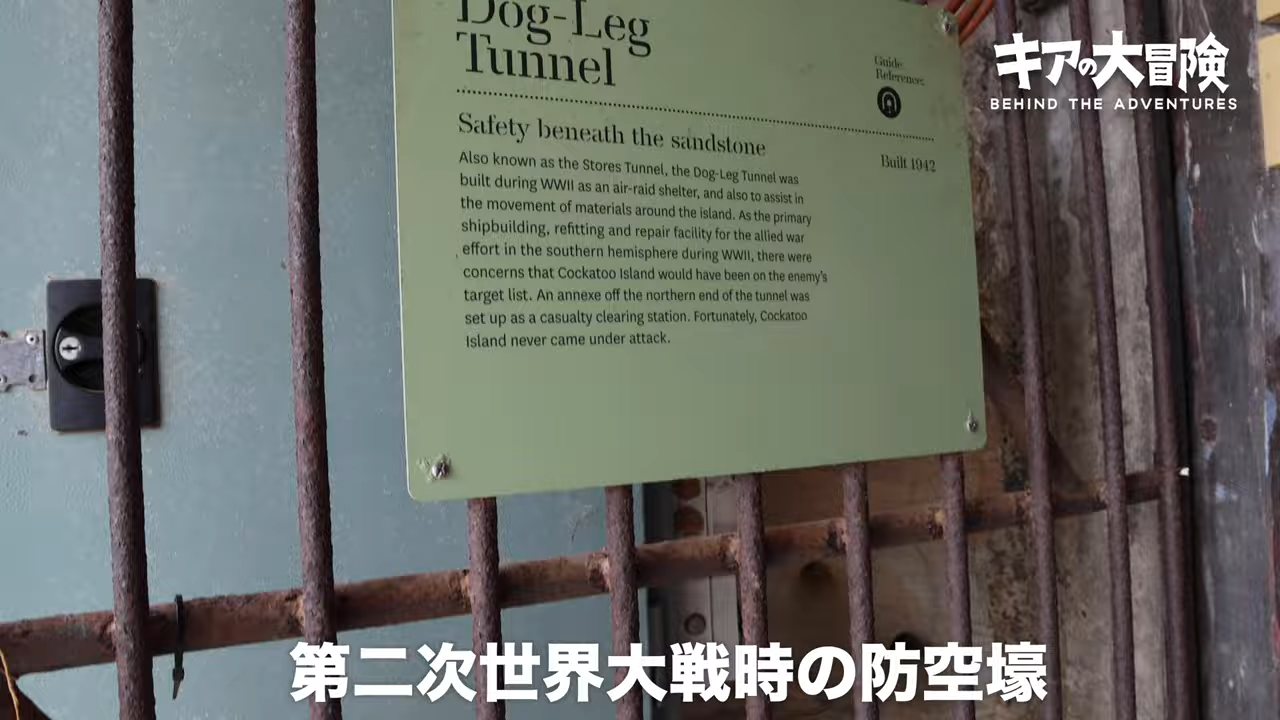 Dog-Leg
Tunnel
Guide
Reference:
キアの大冒険
BEHIND THE ADVENTURES
Safety beneath the sandstone
Built 1942
Also known as the Stores Tunnel, the Dog-Leg Tunnel was
built during WWII as an air-raid shelter, and also to assist in
the movement of materials around the island. As the primary
shipbuilding, refitting and repair facility for the allied war
effort in the southern hemisphere during WWII, there were
concerns that Cockatoo Island would have been on the enemy's
target list. An annexe off the northern end of the tunnel was
set up as a casualty clearing station. Fortunately, Cockatoo
Island never came under attack.
第二次世界大戦時の防空壕